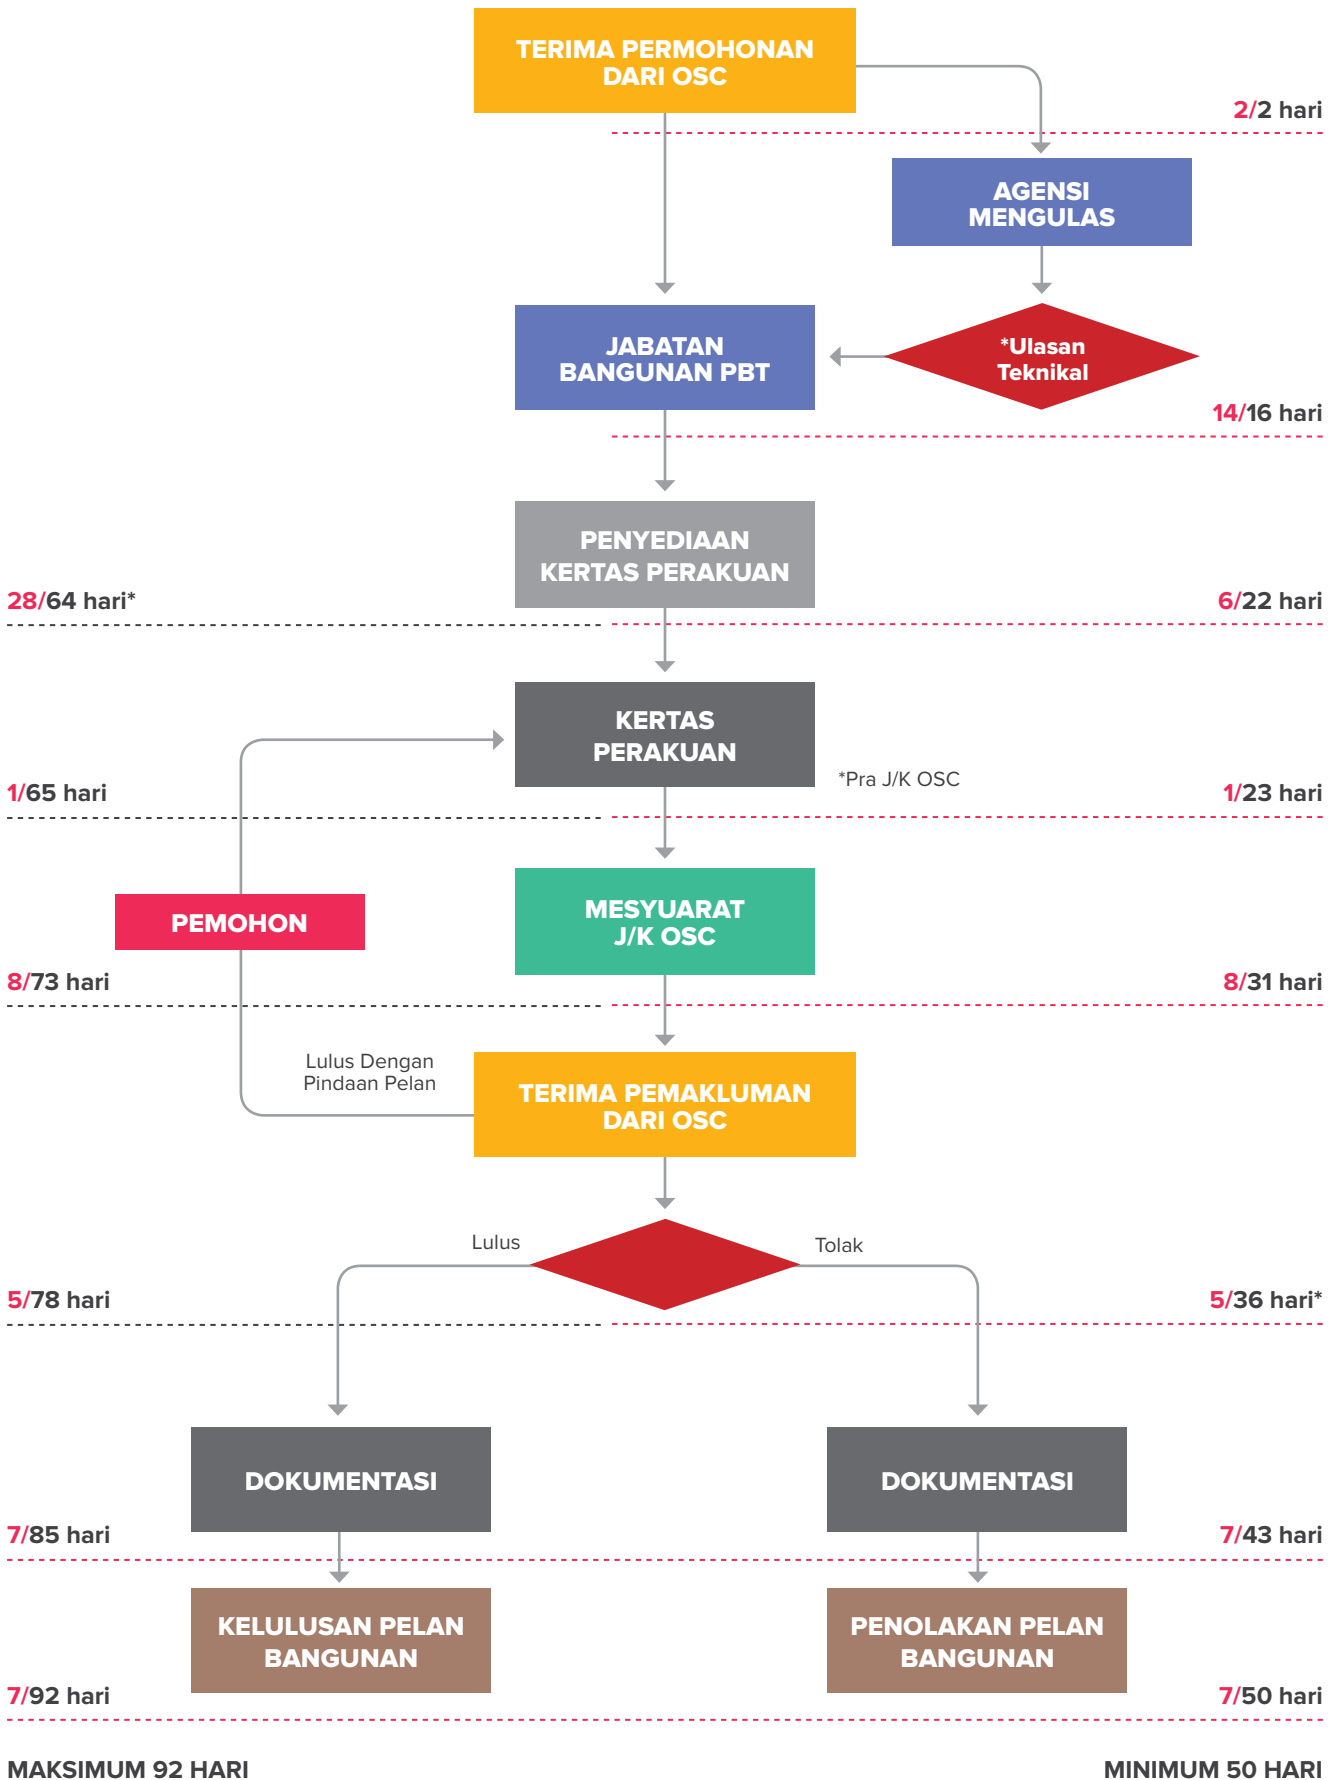 TERIMA PERMOHONAN
DARI OSC
2/2 hari
AGENSI
MENGULAS
JABATAN
BANGUNAN PBT
*Ulasan
Teknikal
14/16 hari
PENYEDIAAN
KERTAS PERAKUAN
28/64 hari*
6/22 hari
KERTAS
PERAKUAN
*Pra J/K OSC
1/65 hari
1/23 hari
PEMOHON
MESYUARAT
J/K OSC
8/73 hari
8/31 hari
Lulus Dengan
Pindaan Pelan
TERIMA PEMAKLUMAN
DARI OSC
Lulus
Tolak
5/78 hari
5/36 hari*
DOKUMENTASI
DOKUMENTASI
7/85 hari
7/43 hari
KELULUSAN PELAN
BANGUNAN
PENOLAKAN PELAN
BANGUNAN
7/92 hari
7/50 hari
MAKSIMUM 92 HARI
MINIMUM 50 HARI